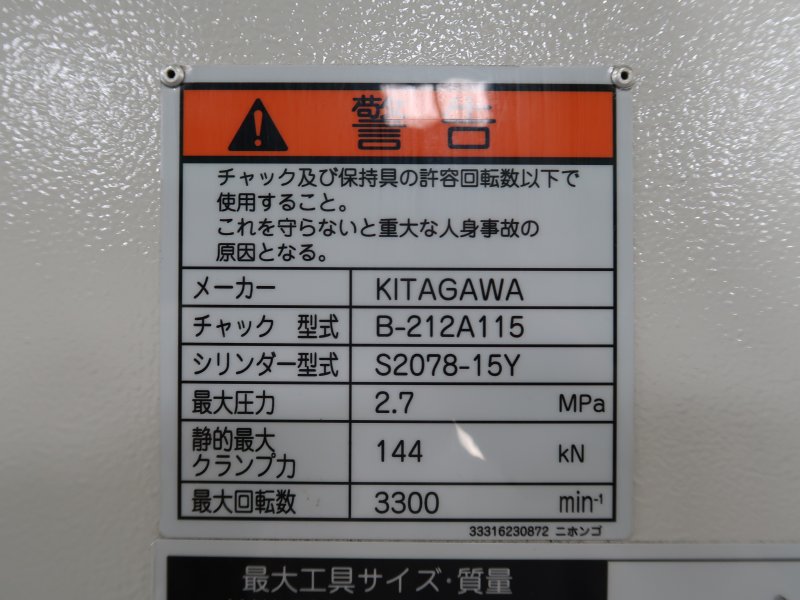 警告
チャック及び保持具の許容回転数以下で
使用すること。
これを守らないと重大な人身事故の
原因となる。
メーカー KITAGAWA
チャック 型式 B-212A115
シリンダー型式 S2078-15Y
最大圧力 2.7 MPa
静的最大
クランプ力 144 kN
最大回転数 3300 min-1
33316230872 ニホンゴ
最大工具サイズ・質量